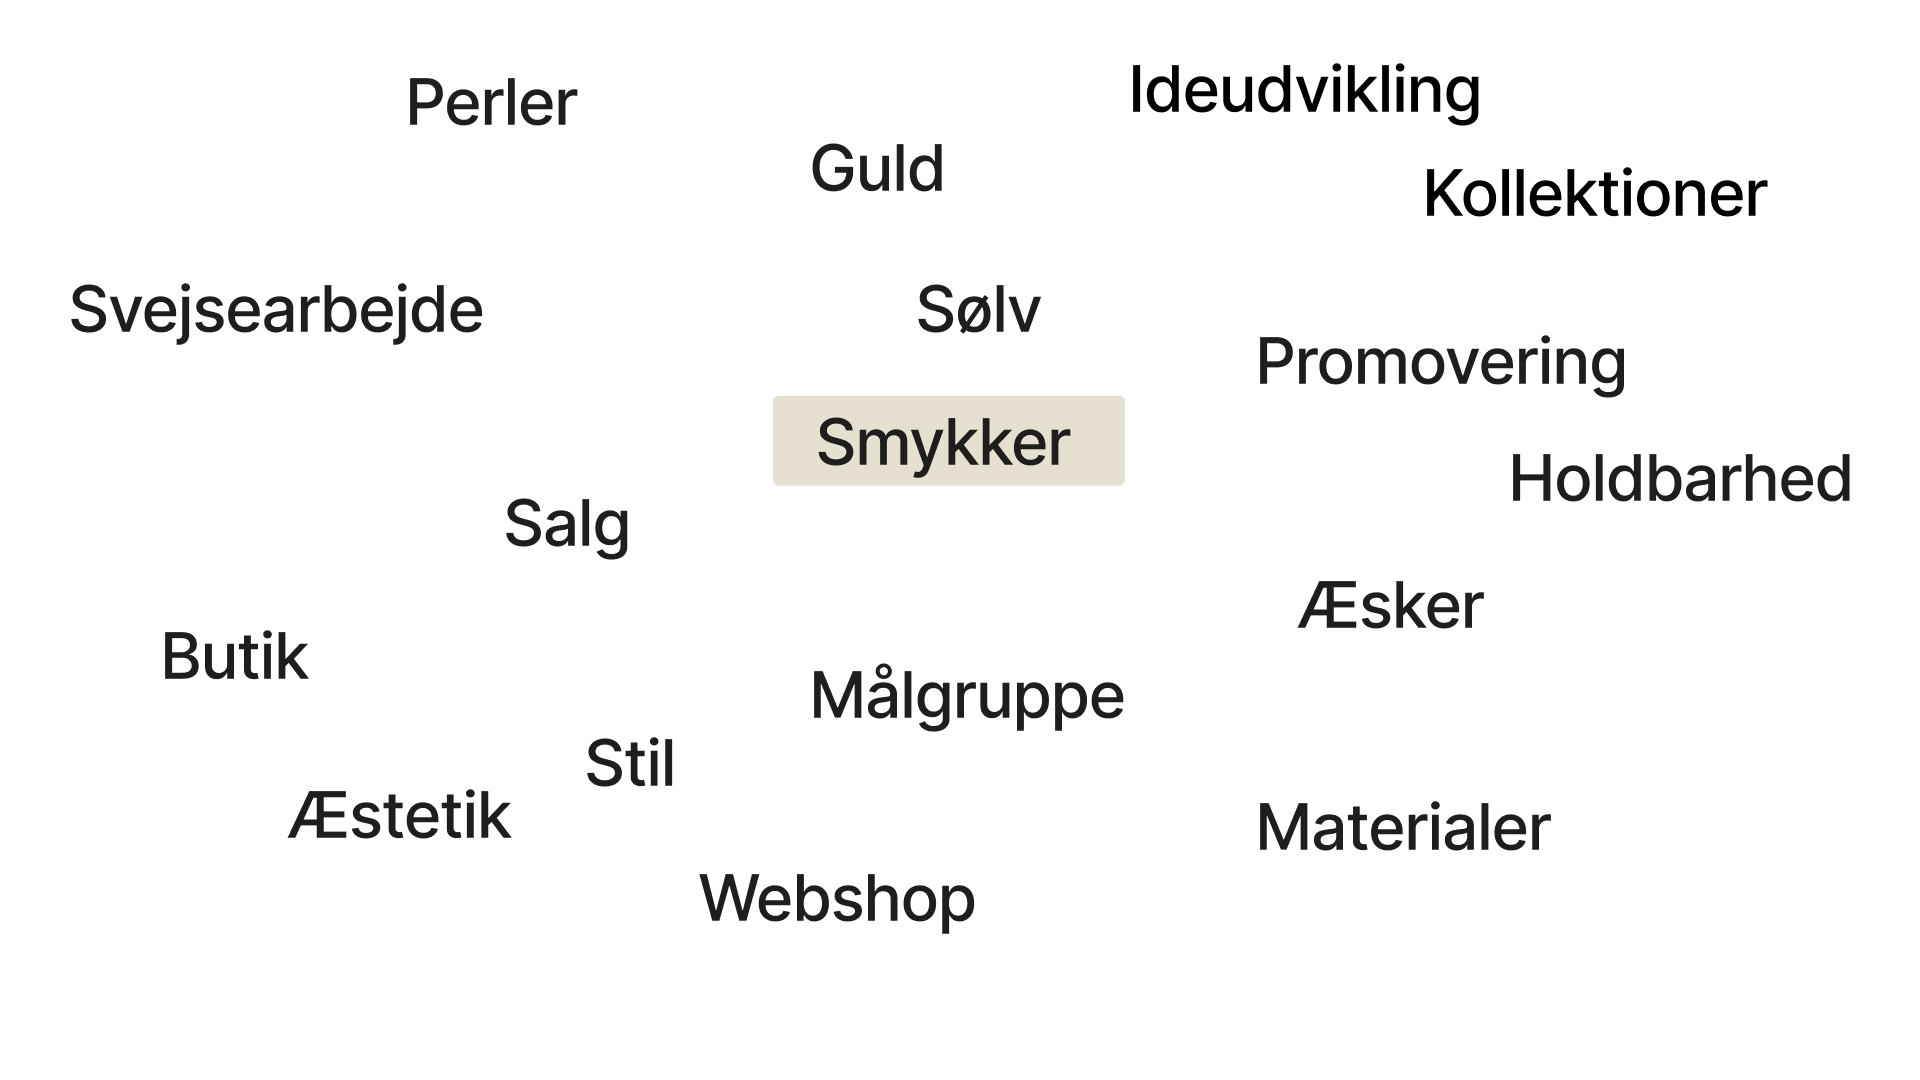 Ideudvikling
Perler
Guld
Kollektioner
Svejsearbejde
Sølv
Promovering
Smykker
Holdbarhed
Salg
Æsker
Butik
Målgruppe
Stil
Æstetik
Materialer
Webshop